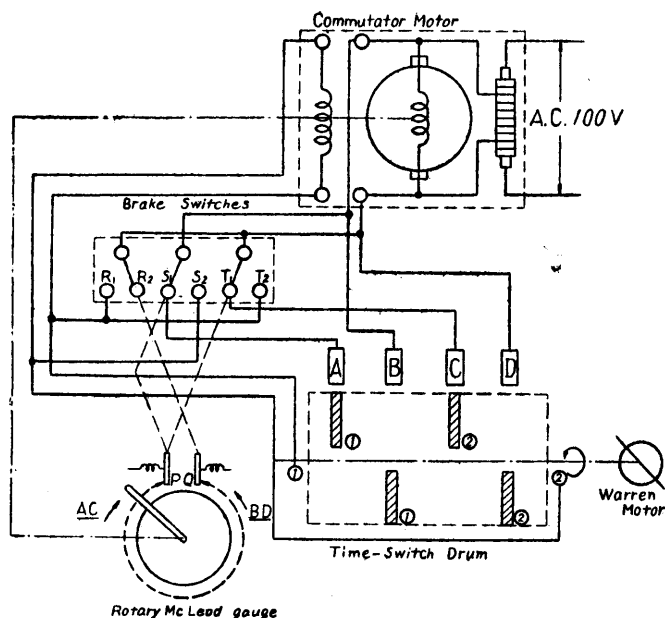 Commutator Motor
A.C. 100 V
Brake Switches
R1 R2 S1 S2 T1 T2
A B C D
① ②
① ②
① ②
P Q
AC BD
Warren
Motor
Time-Switch Drum
Rotary Mc Leod gauge